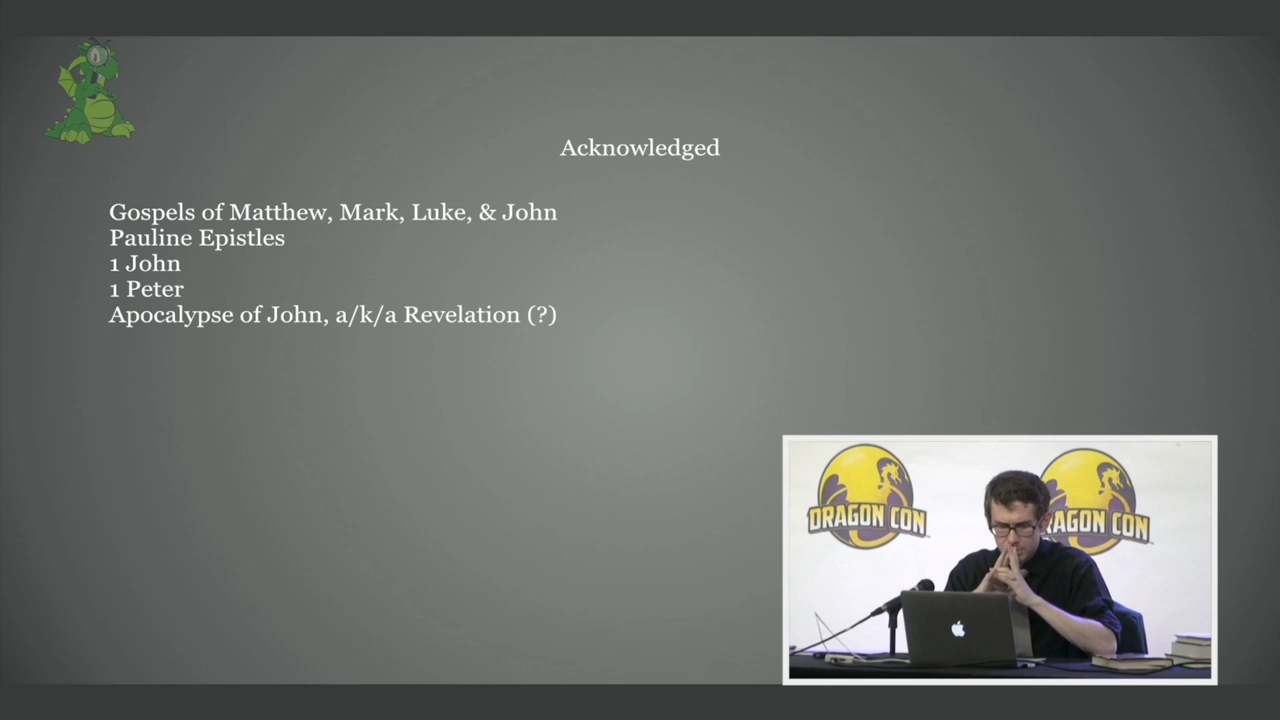 Acknowledged
Gospels of Matthew, Mark, Luke, & John
Pauline Epistles
1 John
1 Peter
Apocalypse of John, a/k/a Revelation (?)
DRAGON CON
RAGON CON